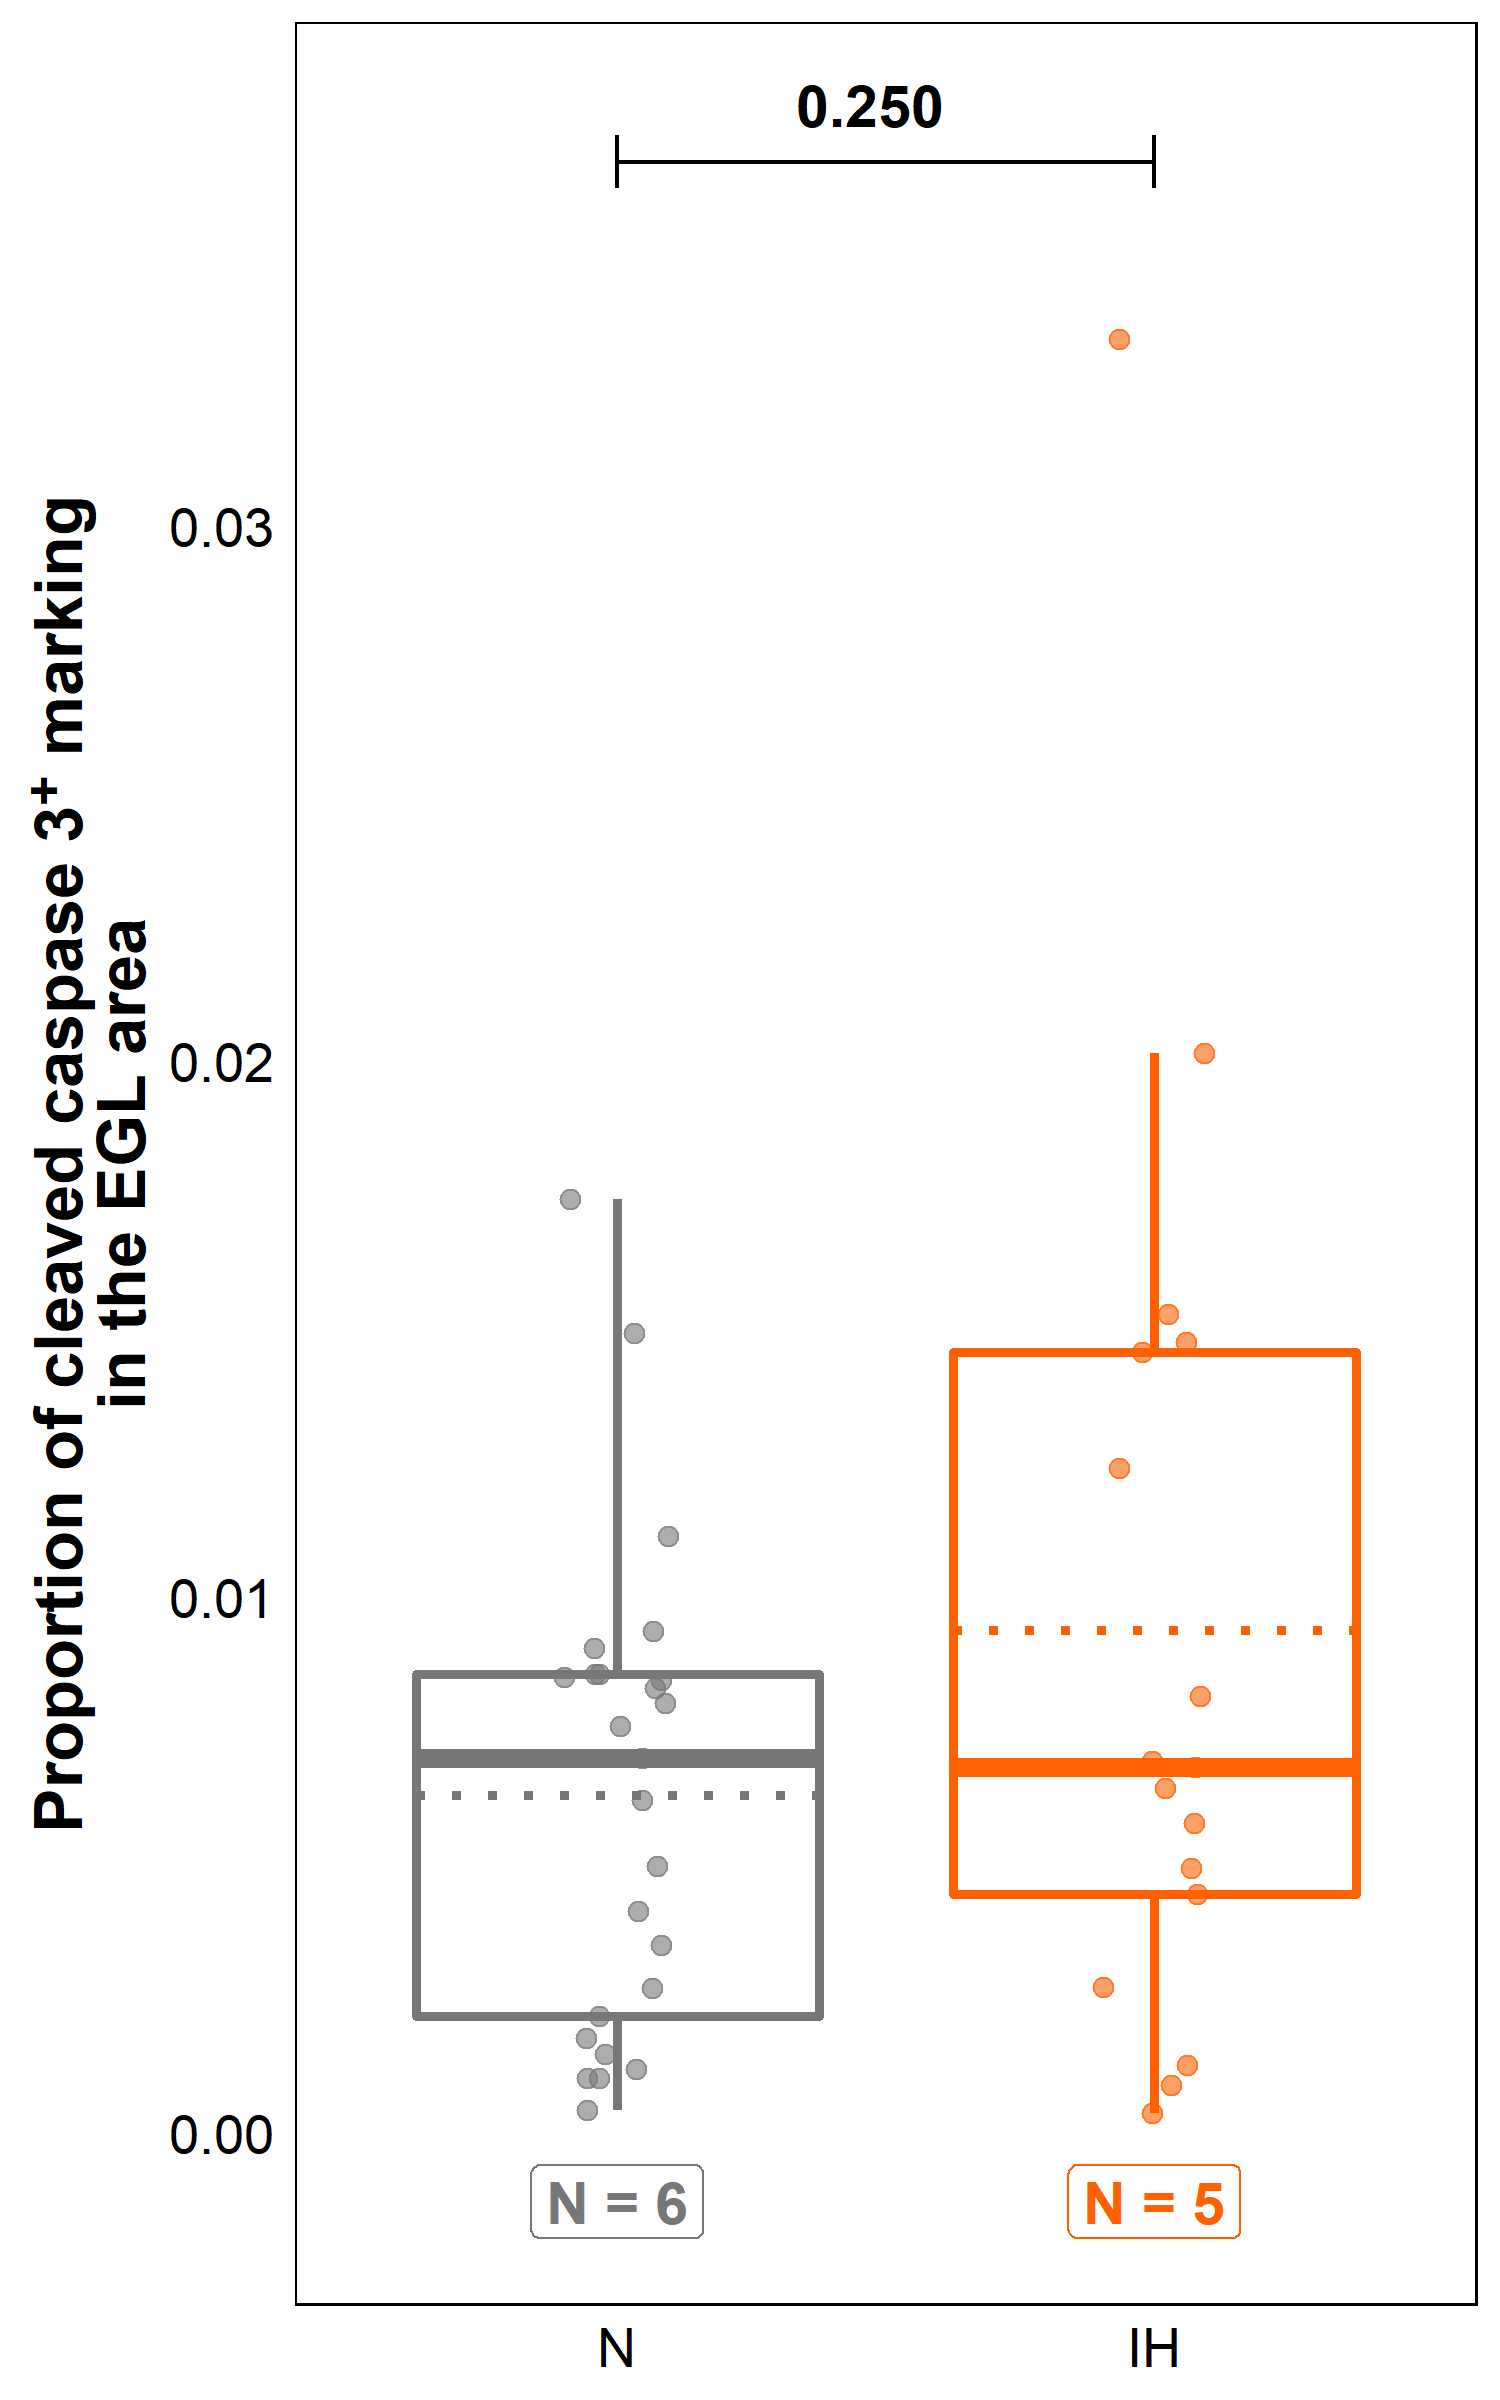 Proportion of cleaved caspase 3⁺ marking
in the EGL area
0.250
0.03
0.02
0.01
0.00
N = 6
N = 5
N
IH